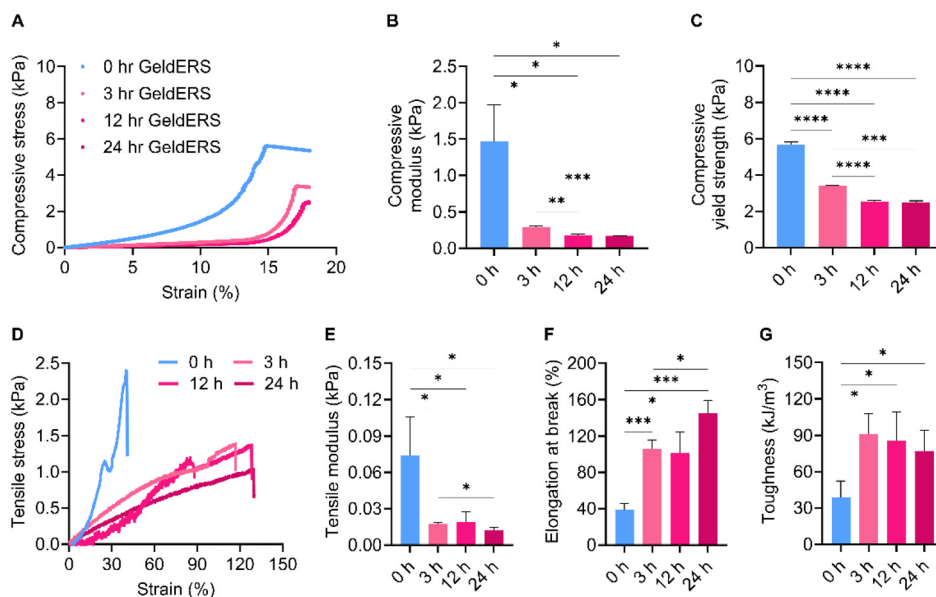 A
Compressive stress (kPa)
10
8
6
4
2
0
0 hr GeldERS
3 hr GeldERS
12 hr GeldERS
24 hr GeldERS
0 5 10 15 20
Strain (%)
B
Compressive
modulus (kPa)
2.5
2.0
1.5
1.0
0.5
0.0
*
*
*
***
**
0 h 3 h 12 h 24 h
C
Compressive
yield strength (kPa)
10
8
6
4
2
0
****
****
**** ***
****
0 h 3 h 12 h 24 h
D
Tensile stress (kPa)
2.5
2.0
1.5
1.0
0.5
0.0
0 h 3 h
12 h 24 h
0 30 60 90 120 150
Strain (%)
E
Tensile modulus (kPa)
0.15
0.12
0.09
0.06
0.03
0.00
*
*
*
*
0 h 3 h 12 h 24 h
F
Elongation at break (%)
200
160
120
80
40
0
*
***
*
***
0 h 3 h 12 h 24 h
G
Toughness (kJ/m³)
150
120
90
60
30
0
*
*
*
0 h 3 h 12 h 24 h